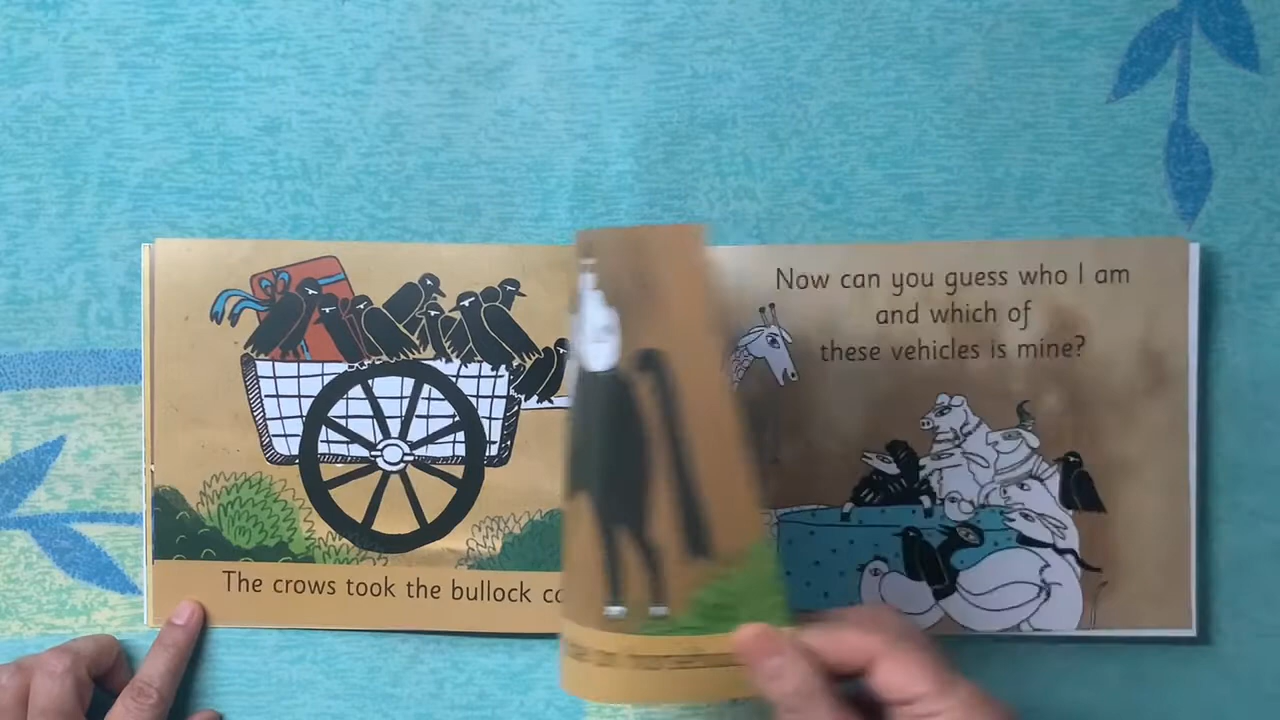 The crows took the bullock
Now can you guess who I am
and which of
these vehicles is mine?